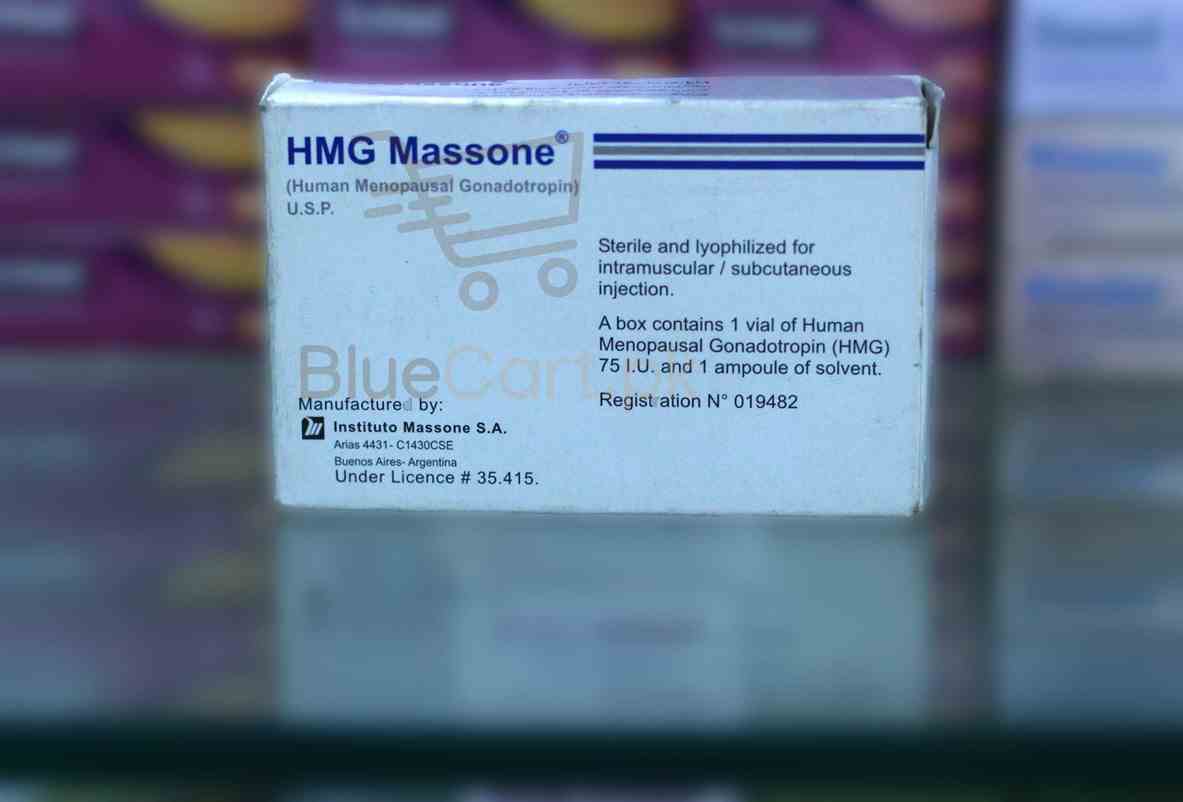 HMG Massone®
(Human Menopausal Gonadotropin)
U.S.P.
Sterile and lyophilized for
intramuscular / subcutaneous
injection.
A box contains 1 vial of Human
Menopausal Gonadotropin (HMG)
75 I.U. and 1 ampoule of solvent.
Registration N° 019482
BlueCart.pk
Manufactured by:
Instituto Massone S.A.
Arias 4431- C1430CSE
Buenos Aires- Argentina
Under Licence # 35.415.